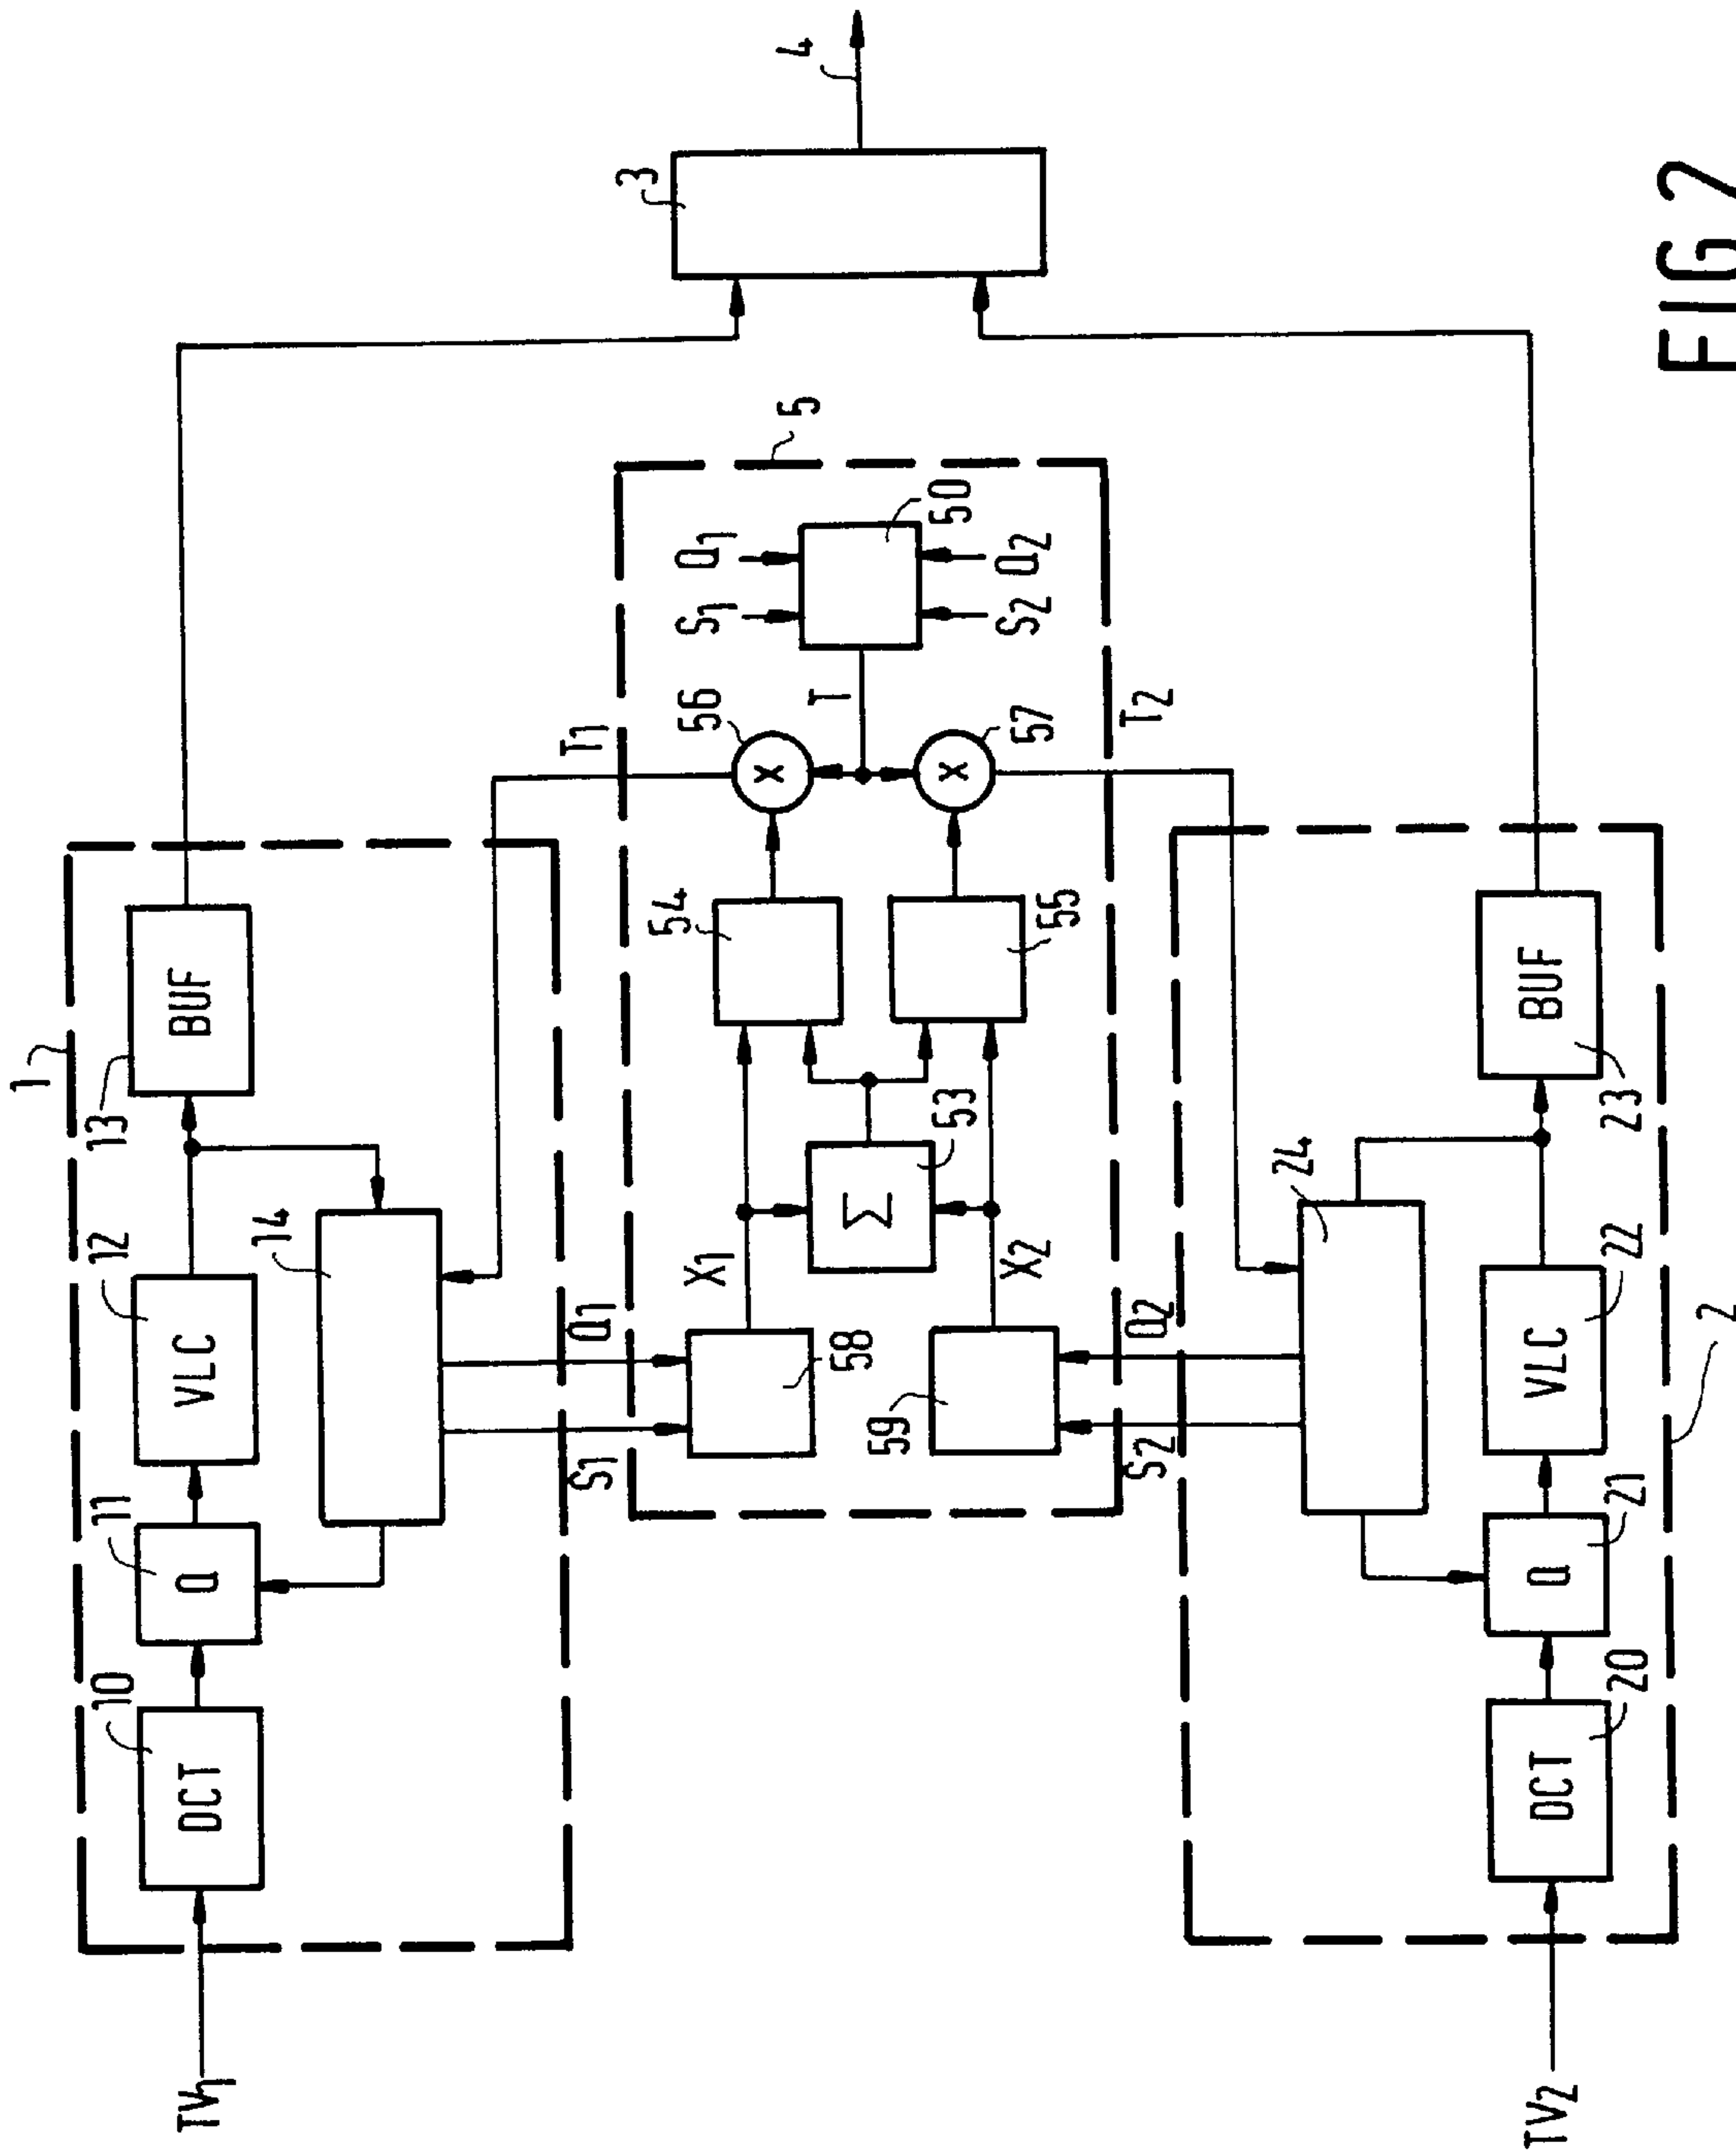 1
13
BUF
12
VLC
14
11
Q
10
DCT
TV1
3
4
5
T1
56
X
T
S1
Q1
50
S2
Q2
57
X
T2
54
55
53
Σ
X1
X2
58
59
S1
Q1
S2
Q2
24
BUF
23
VLC
22
21
Q
DCT
20
2
TV2
FIG. 2